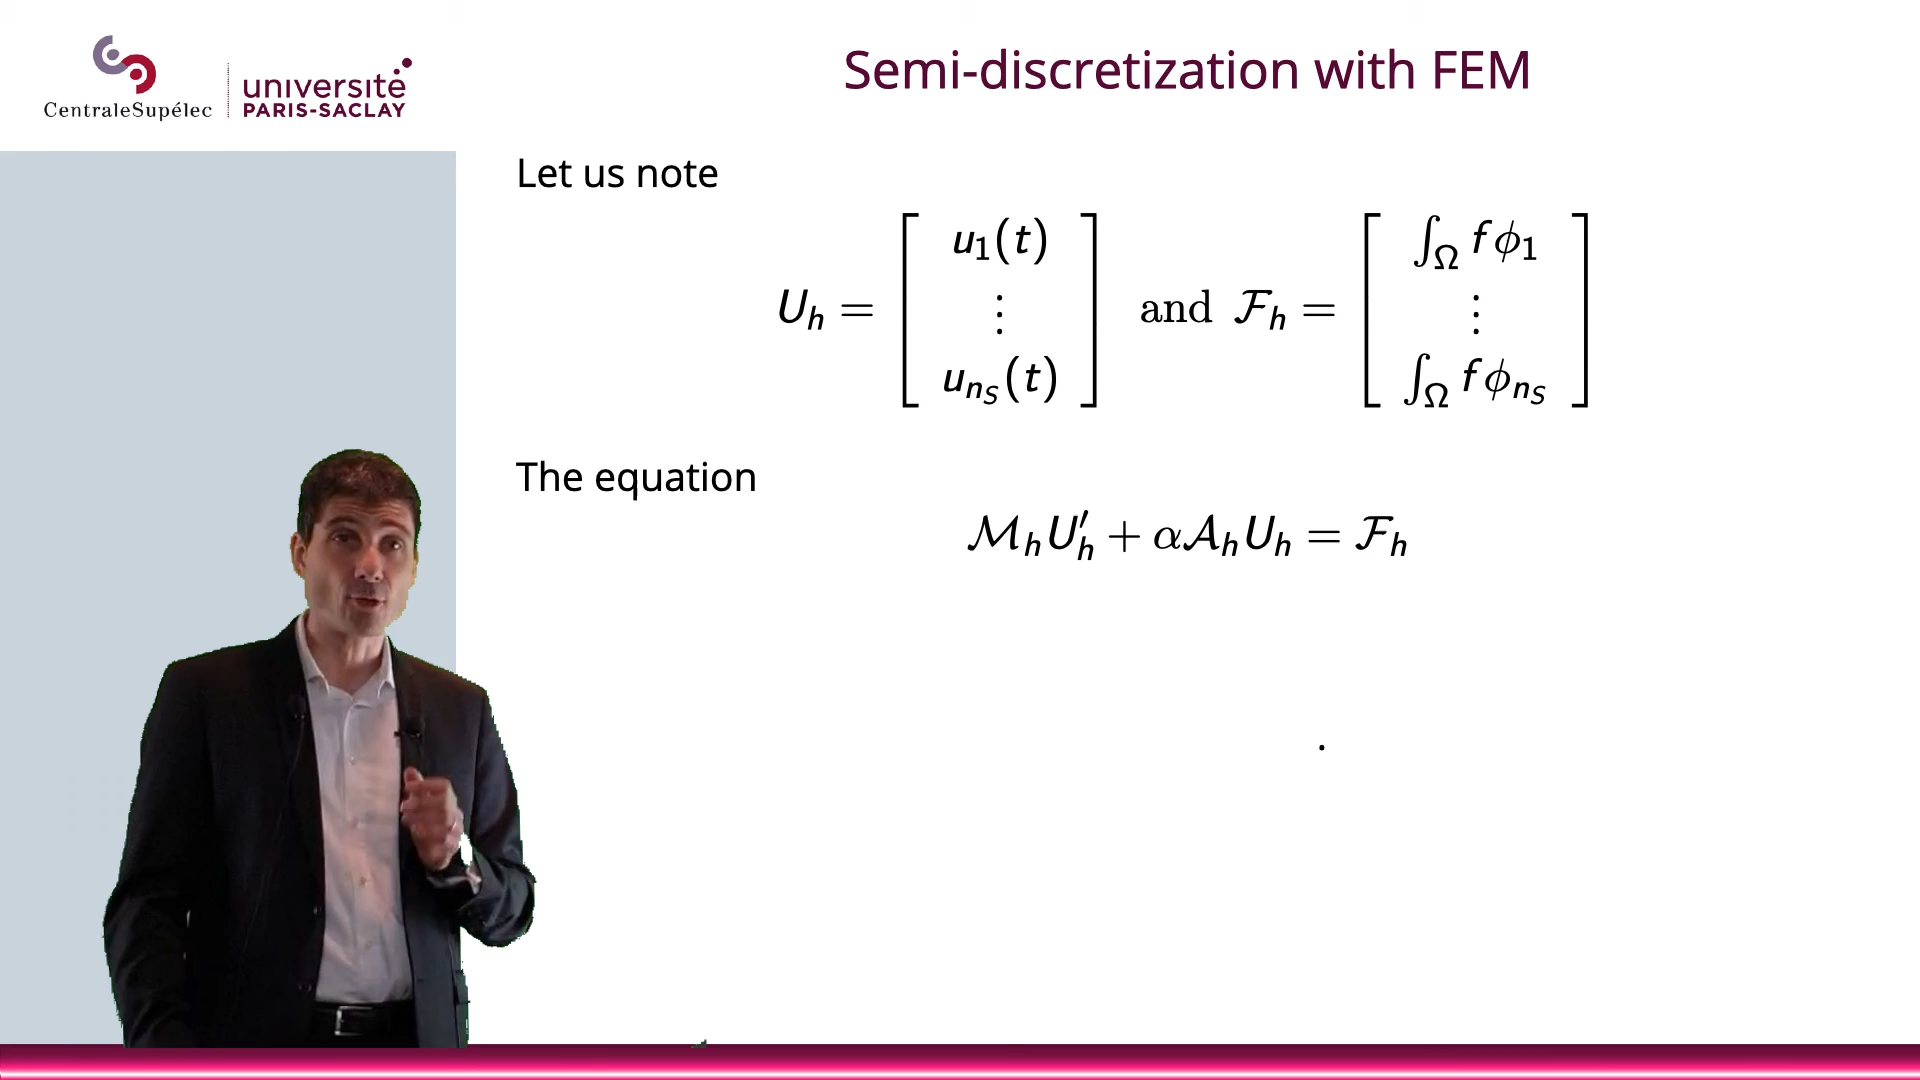 CentraleSupélec
université
PARIS-SACLAY
Semi-discretization with FEM
Let us note
U_h = [ u_1(t) ⋮ u_{n_S}(t) ] and ℱ_h = [ ∫_Ω f ϕ_1 ⋮ ∫_Ω f ϕ_{n_S} ]
The equation
ℳ_h U′_h + α𝒜_h U_h = ℱ_h
.